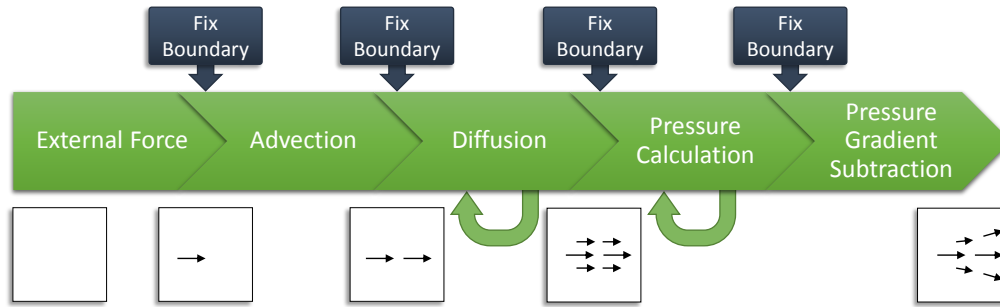 Fix
Boundary
Fix
Boundary
Fix
Boundary
Fix
Boundary
External Force
Advection
Diffusion
Pressure
Calculation
Pressure
Gradient
Subtraction